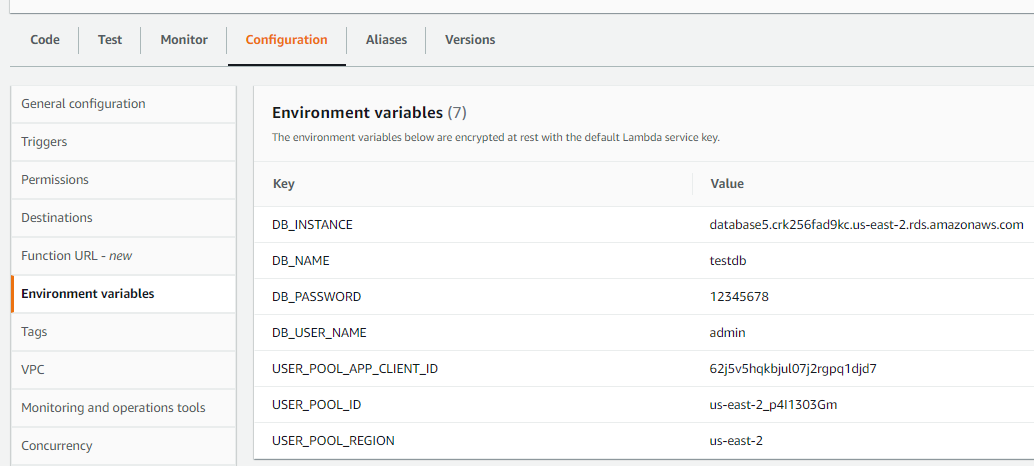 Code Test Monitor Configuration Aliases Versions
General configuration
Triggers
Permissions
Destinations
Function URL - new
Environment variables
Tags
VPC
Monitoring and operations tools
Concurrency
Environment variables (7)
The environment variables below are encrypted at rest with the default Lambda service key.
Key Value
DB_INSTANCE database5.crk256fad9kc.us-east-2.rds.amazonaws.com
DB_NAME testdb
DB_PASSWORD 12345678
DB_USER_NAME admin
USER_POOL_APP_CLIENT_ID 62j5v5hqkbjul07j2rgpq1djd7
USER_POOL_ID us-east-2_p4I1303Gm
USER_POOL_REGION us-east-2